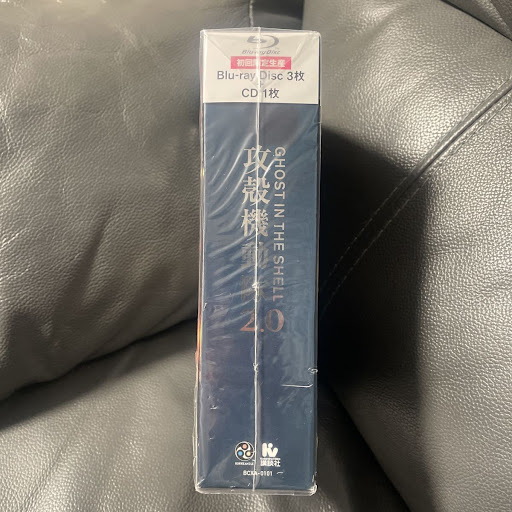 Blu-ray Disc
初回限定生産
Blu-ray Disc 3枚
CD 1枚
攻殻機動隊
2.0
GHOST IN THE SHELL
講談社
BCXA-0101